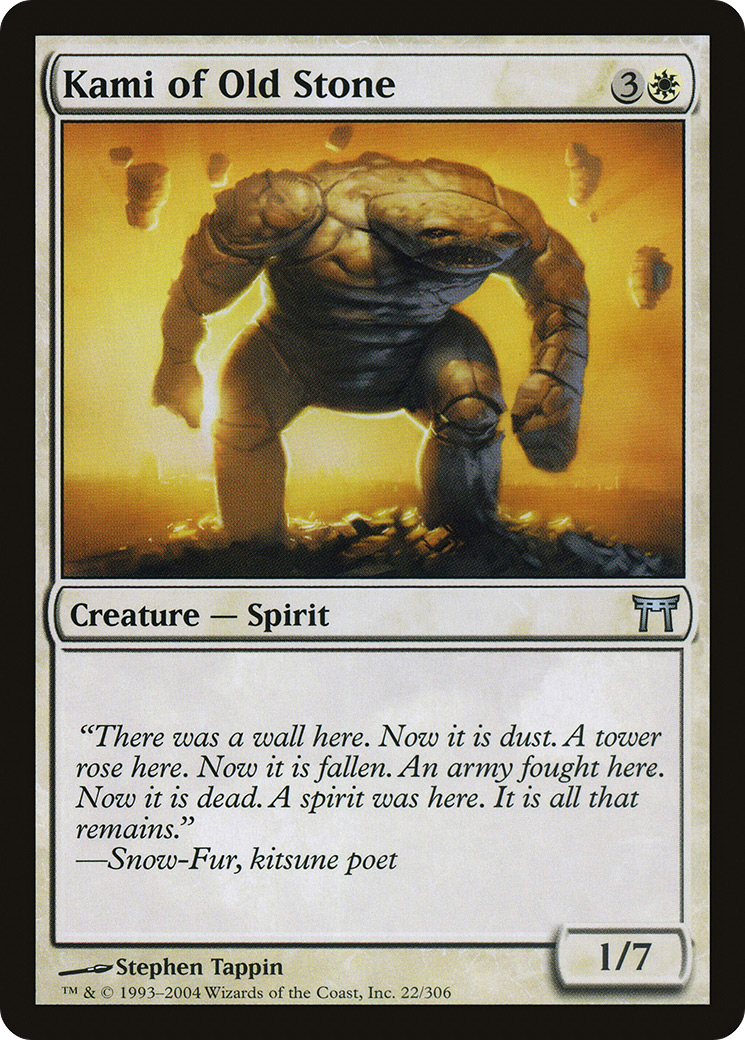 Kami of Old Stone
3
Creature — Spirit
“There was a wall here. Now it is dust. A tower
rose here. Now it is fallen. An army fought here.
Now it is dead. A spirit was here. It is all that
remains.”
—Snow-Fur, kitsune poet
1/7
Stephen Tappin
™ & © 1993–2004 Wizards of the Coast, Inc. 22/306